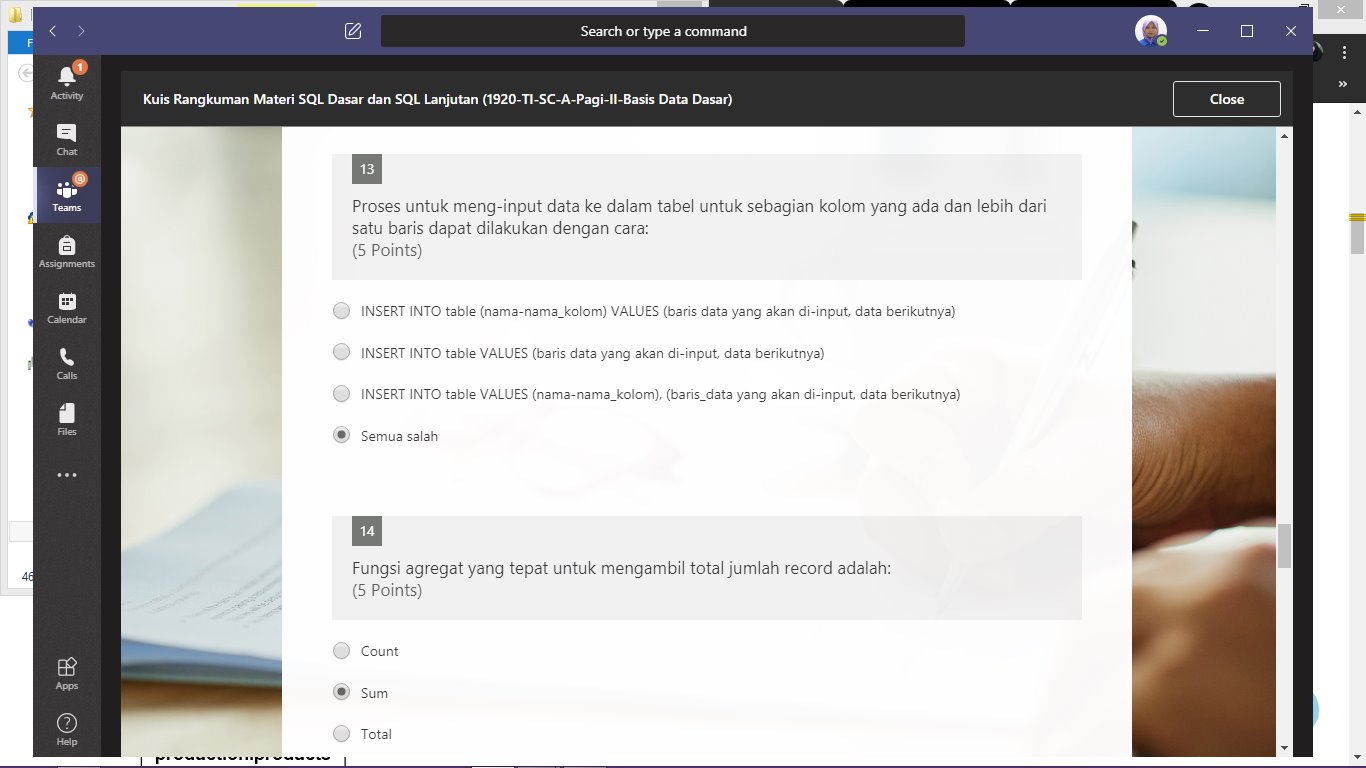 Search or type a command
F
1
Activity
Kuis Rangkuman Materi SQL Dasar dan SQL Lanjutan (1920-TI-SC-A-Pagi-II-Basis Data Dasar)
Close
Chat
Teams
Assignments
Calendar
Calls
Files
46
Apps
Help
13
Proses untuk meng-input data ke dalam tabel untuk sebagian kolom yang ada dan lebih dari
satu baris dapat dilakukan dengan cara:
(5 Points)
INSERT INTO table (nama-nama_kolom) VALUES (baris data yang akan di-input, data berikutnya)
INSERT INTO table VALUES (baris data yang akan di-input, data berikutnya)
INSERT INTO table VALUES (nama-nama_kolom), (baris_data yang akan di-input, data berikutnya)
Semua salah
14
Fungsi agregat yang tepat untuk mengambil total jumlah record adalah:
(5 Points)
Count
Sum
Total